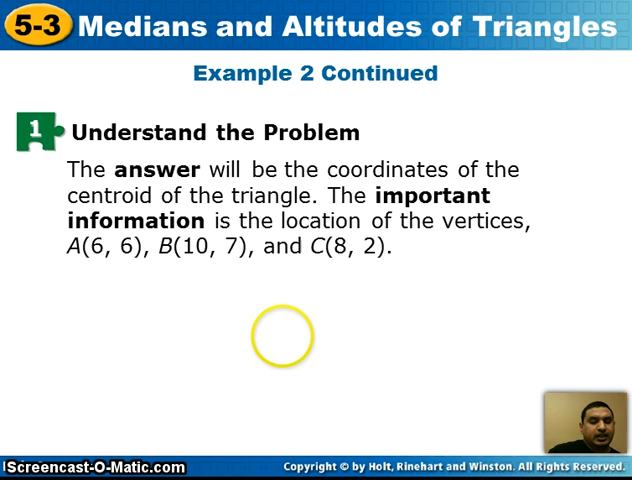 5-3 Medians and Altitudes of Triangles
Example 2 Continued
1 Understand the Problem
The answer will be the coordinates of the
centroid of the triangle. The important
information is the location of the vertices,
A(6, 6), B(10, 7), and C(8, 2).
Screencast-O-Matic.com
Copyright © by Holt, Rinehart and Winston. All Rights Reserved.